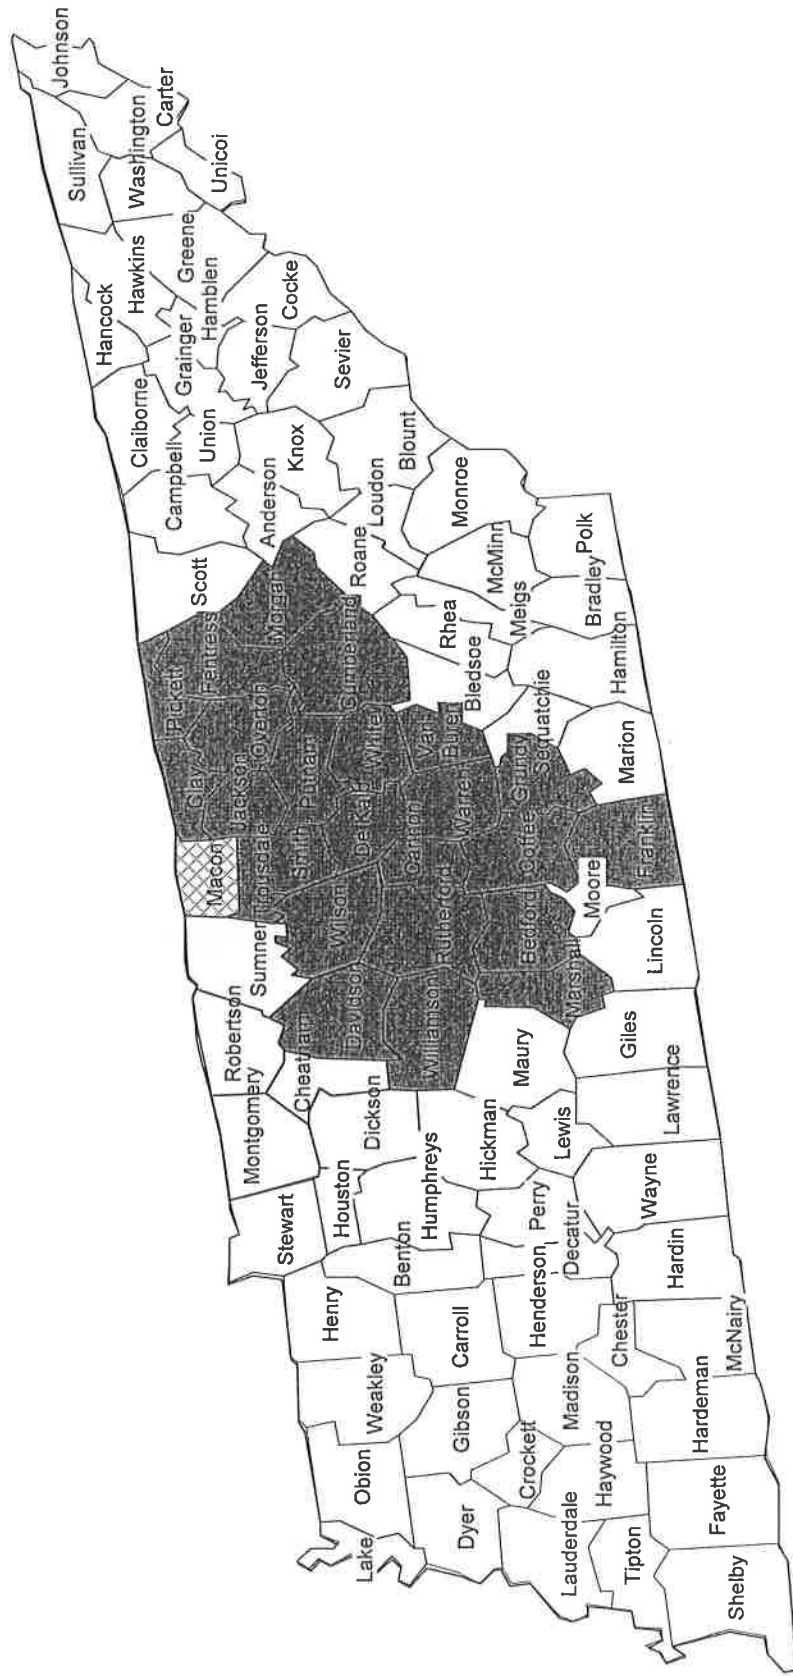 Lake
Obion
Weakley
Henry
Stewart
Montgomery
Robertson
Sumner
Macon
Trousdale
Clay
Pickett
Jackson
Overton
Fentress
Scott
Campbell
Claiborne
Hancock
Hawkins
Sullivan
Johnson
Washington
Carter
Unicoi
Greene
Hamblen
Grainger
Union
Anderson
Morgan
Cumberland
Putnam
Smith
Wilson
Davidson
Cheatham
Dickson
Houston
Humphreys
Benton
Carroll
Gibson
Dyer
Crockett
Lauderdale
Haywood
Madison
Henderson
Decatur
Perry
Hickman
Williamson
Rutherford
Cannon
DeKalb
White
Van
Buren
Warren
Bledsoe
Rhea
Roane
Loudon
Knox
Jefferson
Cocke
Sevier
Blount
Monroe
McMinn
Meigs
Polk
Bradley
Hamilton
Sequatchie
Grundy
Marion
Franklin
Coffee
Moore
Bedford
Marshall
Lincoln
Maury
Giles
Lewis
Lawrence
Wayne
Hardin
Chester
McNairy
Hardeman
Fayette
Tipton
Shelby